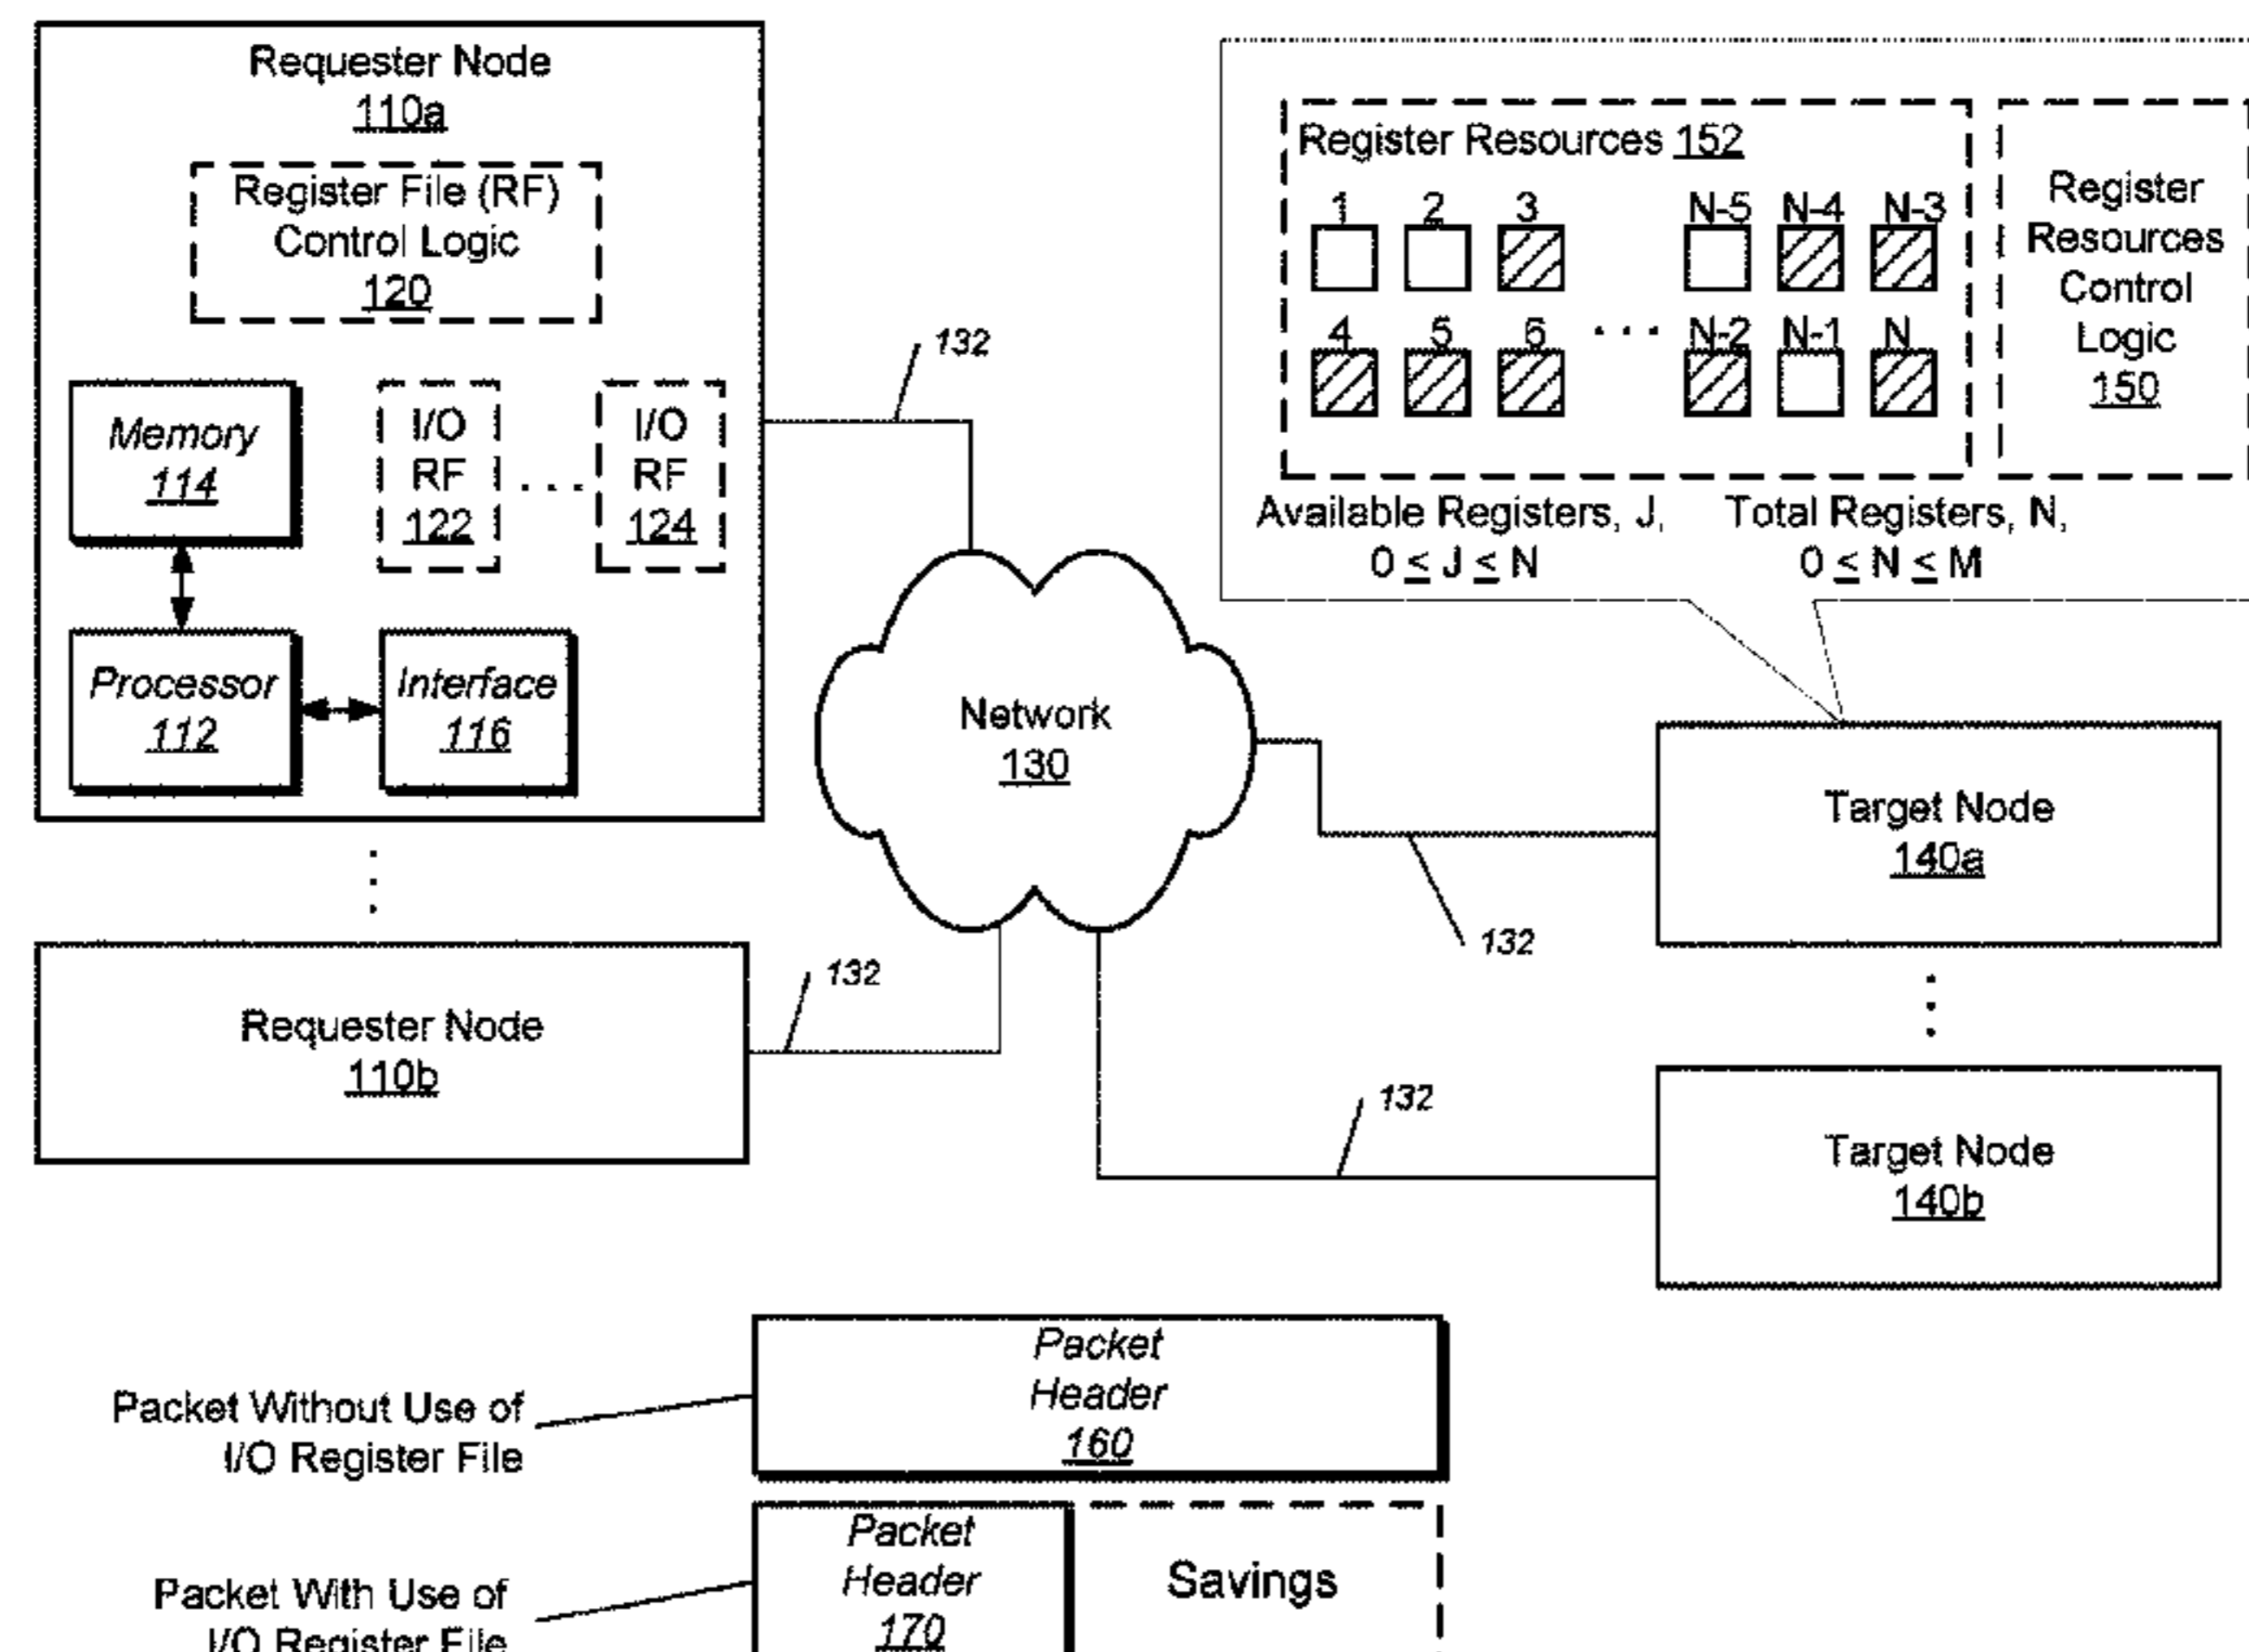 Requester Node
110a
Register File (RF)
Control Logic
120
Memory
114
I/O
RF
122
. . .
I/O
RF
124
Processor
112
Interface
116
132
Register Resources 152
1 2 3 N-5 N-4 N-3
4 5 6 . . . N-2 N-1 N
Register
Resources
Control
Logic
150
Available Registers, J,
0 ≤ J ≤ N
Total Registers, N,
0 ≤ N ≤ M
Network
130
Target Node
140a
132
Requester Node
110b
132
132
Target Node
140b
Packet Without Use of
I/O Register File
Packet
Header
160
Packet With Use of
I/O Register File
Packet
Header
170
Savings